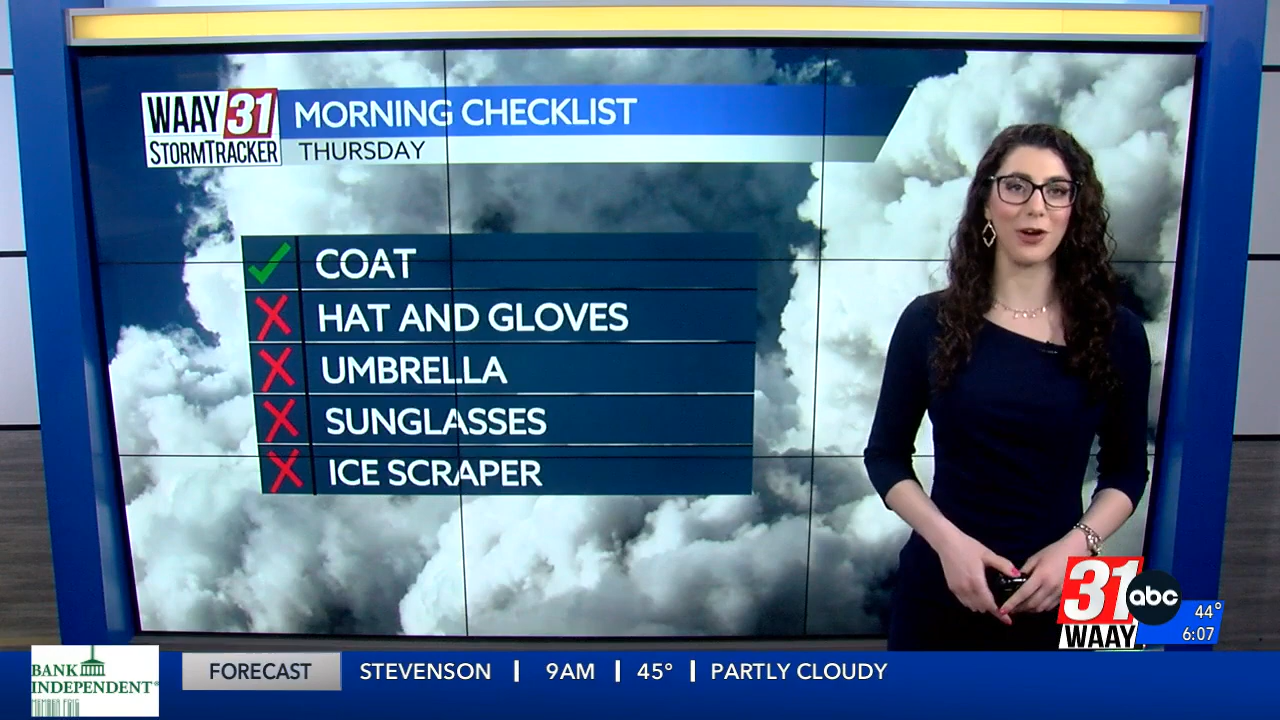 WAAY 31
STORMTRACKER
MORNING CHECKLIST
THURSDAY
COAT
HAT AND GLOVES
UMBRELLA
SUNGLASSES
ICE SCRAPER
31
abc
WAAY
44°
6:07
BANK
INDEPENDENT®
FORECAST
STEVENSON | 9AM | 45° | PARTLY CLOUDY